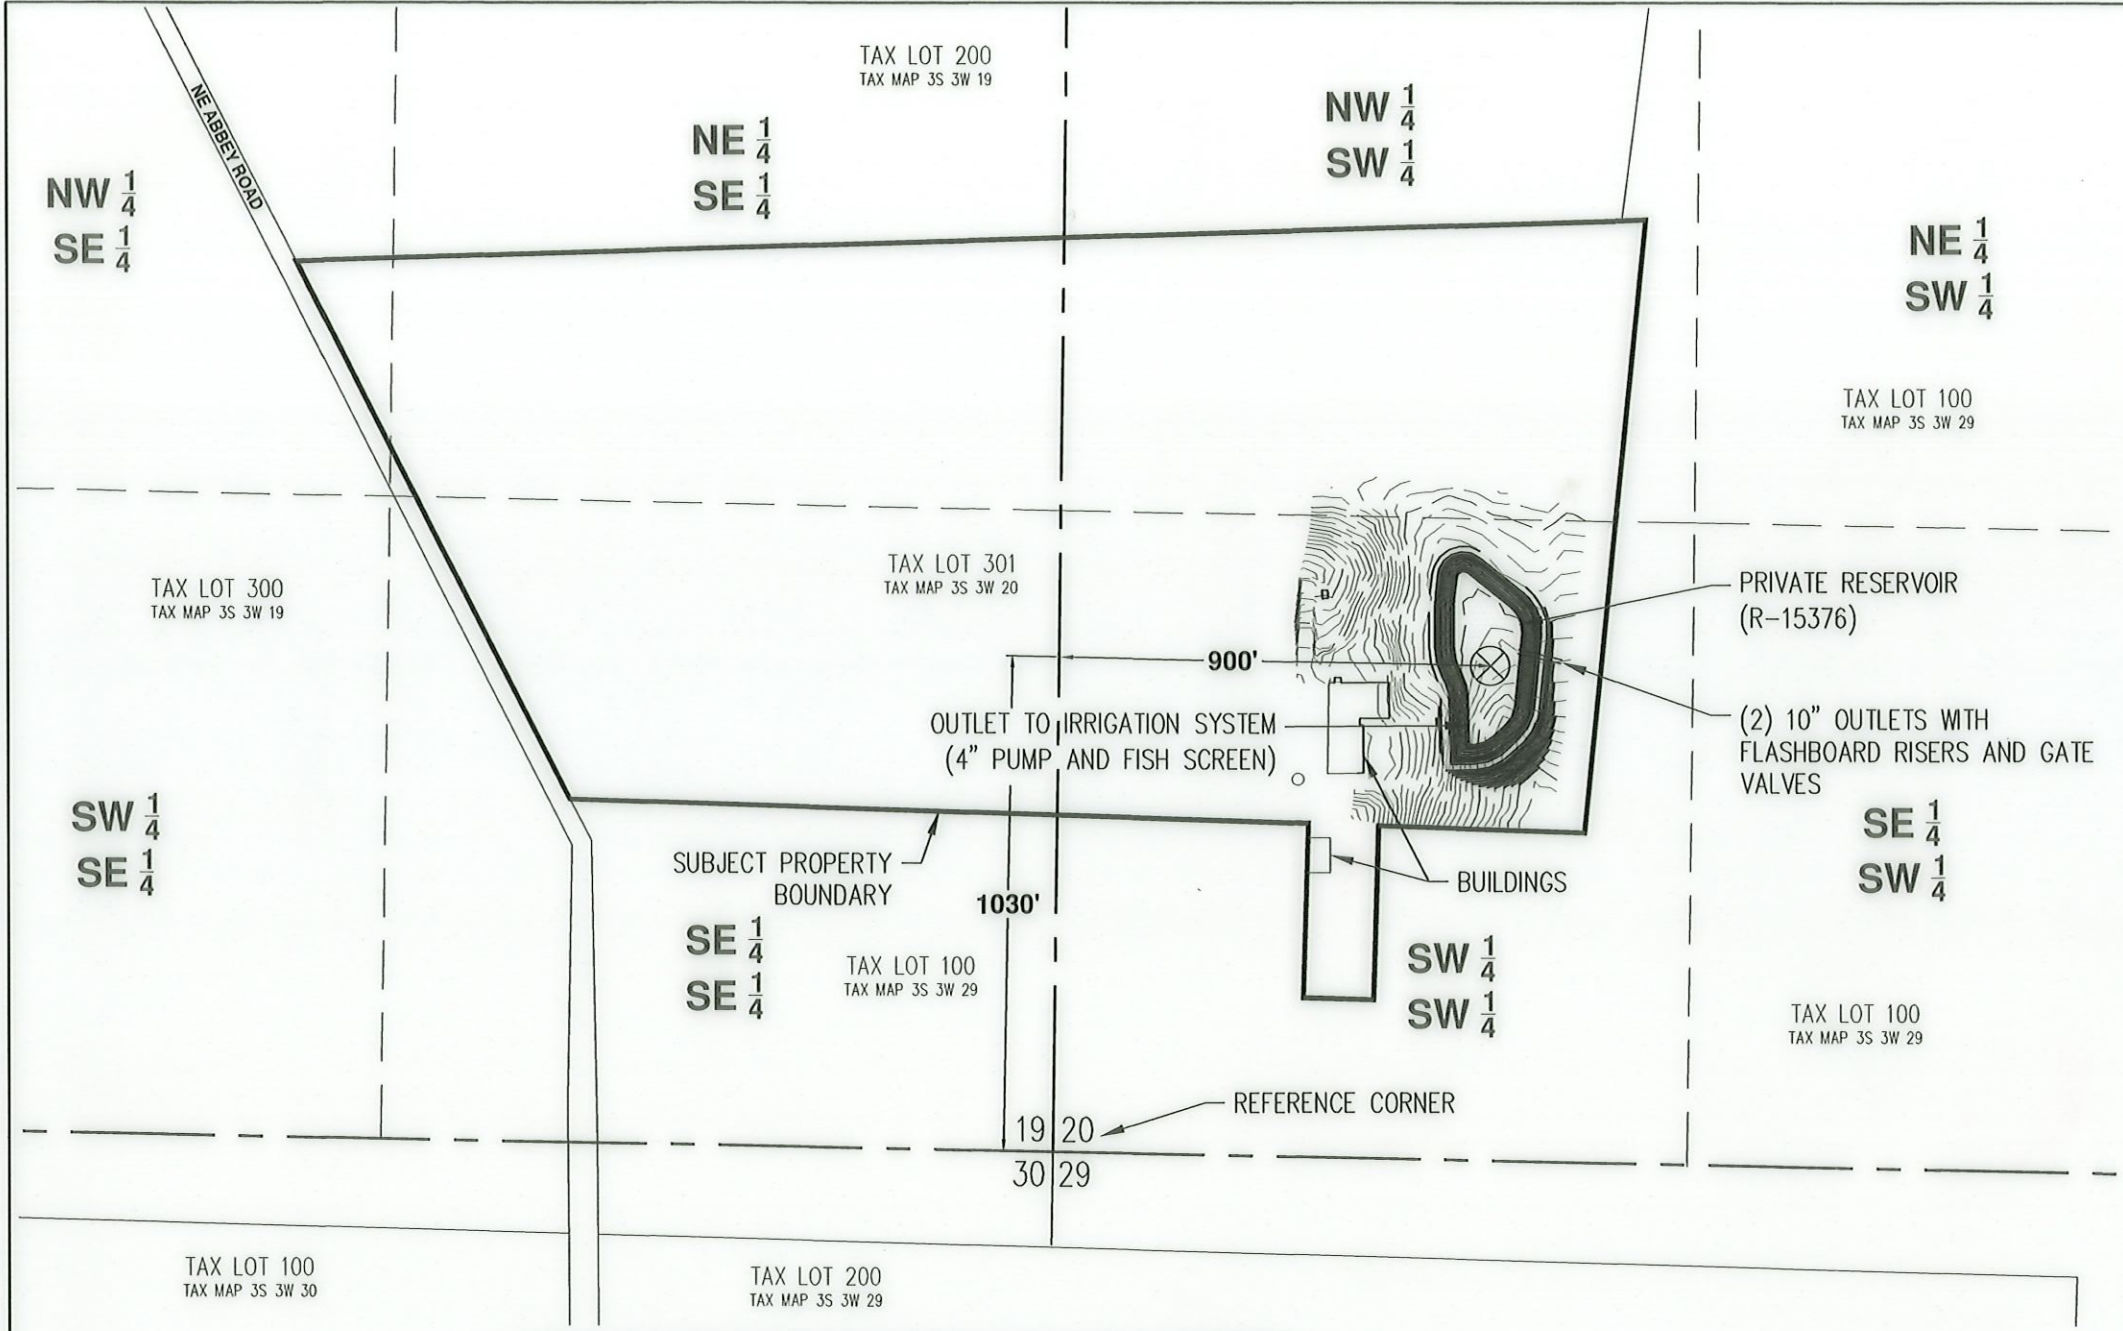 TAX LOT 200
TAX MAP 3S 3W 19
NE ABBEY ROAD
NW 1/4
SE 1/4
NE 1/4
SE 1/4
NW 1/4
SW 1/4
NE 1/4
SW 1/4
TAX LOT 100
TAX MAP 3S 3W 29
TAX LOT 300
TAX MAP 3S 3W 19
TAX LOT 301
TAX MAP 3S 3W 20
PRIVATE RESERVOIR
(R-15376)
900'
OUTLET TO IRRIGATION SYSTEM
(4" PUMP AND FISH SCREEN)
(2) 10" OUTLETS WITH
FLASHBOARD RISERS AND GATE
VALVES
SW 1/4
SE 1/4
SUBJECT PROPERTY
BOUNDARY
1030'
BUILDINGS
SE 1/4
SW 1/4
SE 1/4
SE 1/4
TAX LOT 100
TAX MAP 3S 3W 29
SW 1/4
SW 1/4
TAX LOT 100
TAX MAP 3S 3W 29
REFERENCE CORNER
19 20
30 29
TAX LOT 100
TAX MAP 3S 3W 30
TAX LOT 200
TAX MAP 3S 3W 29